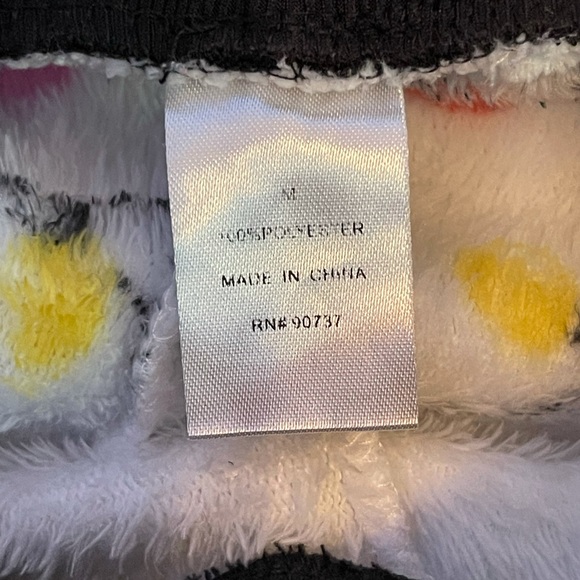 M
100%POLYESTER
MADE IN CHINA
RN# 90737